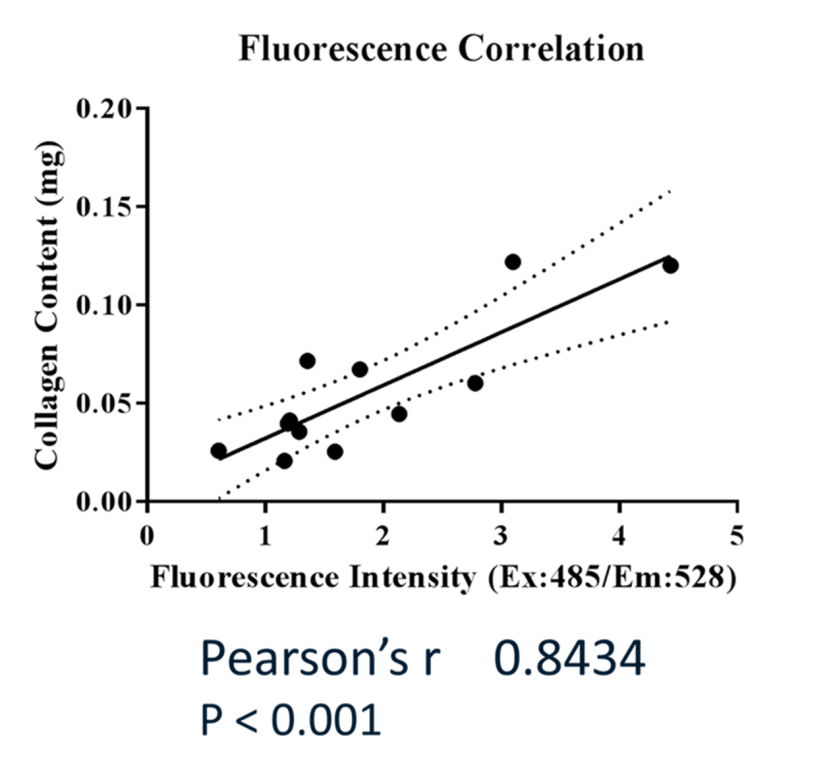 Fluorescence Correlation
0.20
0.15
0.10
0.05
0.00
Collagen Content (mg)
0 1 2 3 4 5
Fluorescence Intensity (Ex:485/Em:528)
Pearson’s r 0.8434
P < 0.001